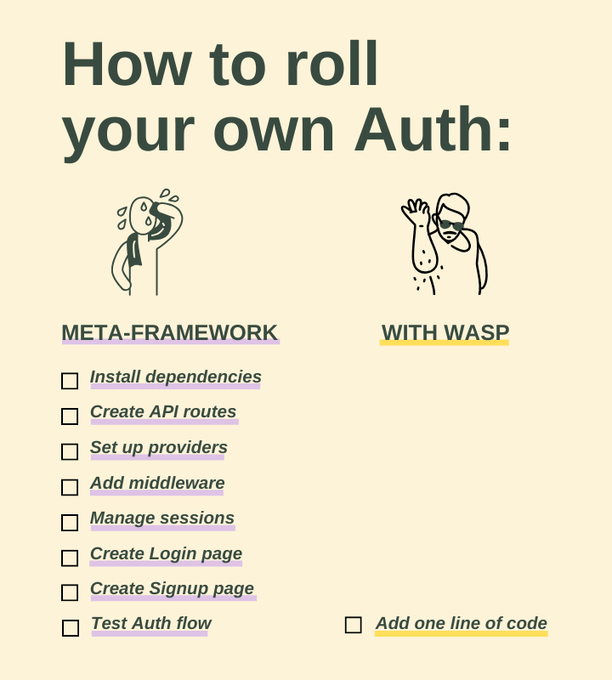 How to roll
your own Auth:
META-FRAMEWORK
Install dependencies
Create API routes
Set up providers
Add middleware
Manage sessions
Create Login page
Create Signup page
Test Auth flow
WITH WASP
Add one line of code